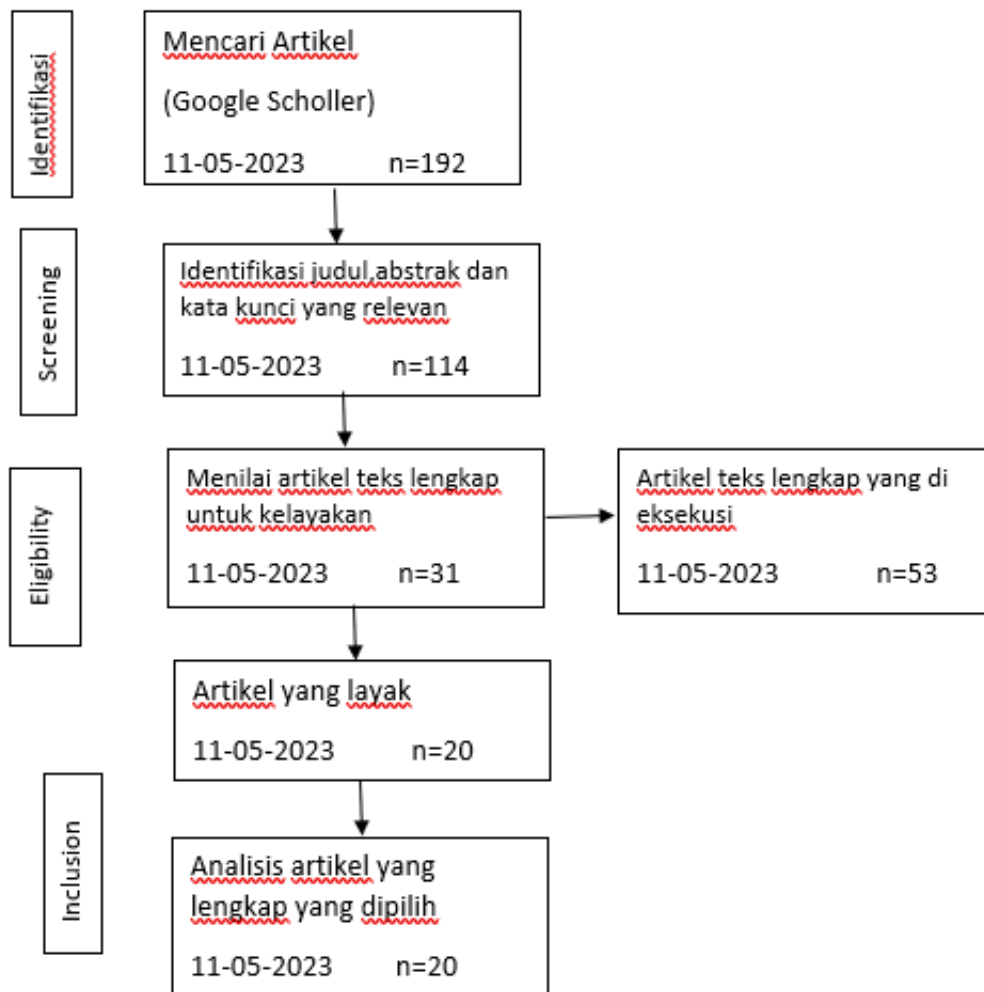 Identifikasi
Mencari Artikel
(Google Scholler)
11-05-2023 n=192
Screening
Identifikasi judul,abstrak dan
kata kunci yang relevan
11-05-2023 n=114
Eligibility
Menilai artikel teks lengkap
untuk kelayakan
11-05-2023 n=31
Artikel teks lengkap yang di
eksekusi
11-05-2023 n=53
Artikel yang layak
11-05-2023 n=20
Inclusion
Analisis artikel yang
lengkap yang dipilih
11-05-2023 n=20